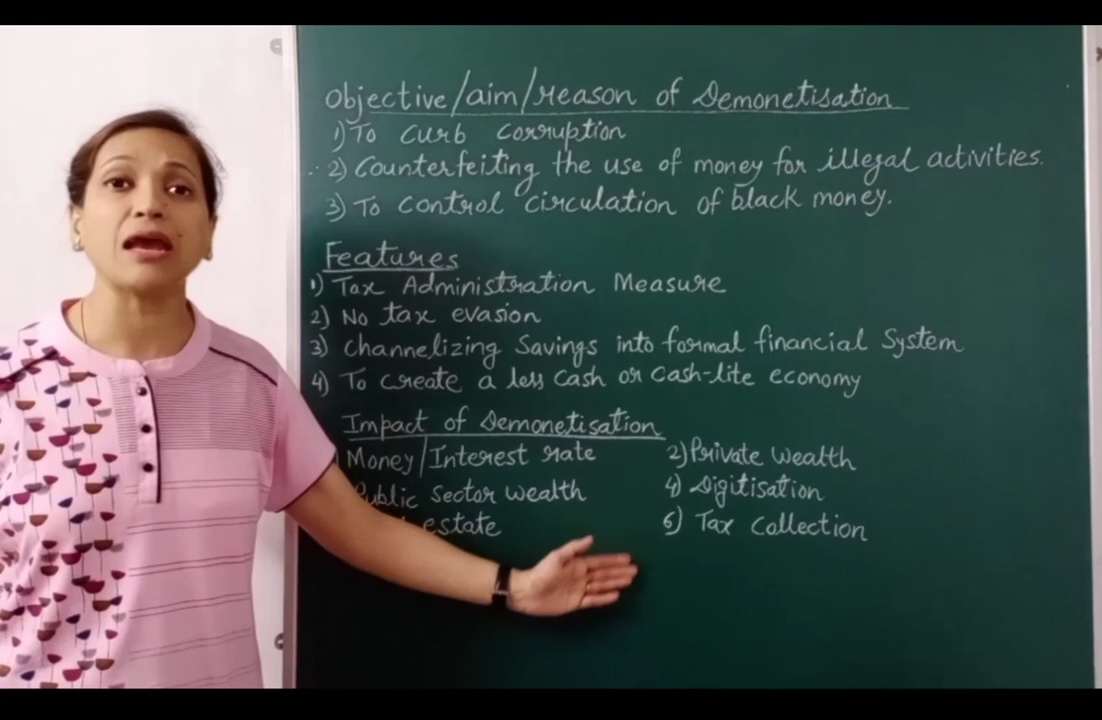 Objective/aim/reason of Demonetisation
1) To curb corruption
2) Counterfeiting the use of money for illegal activities.
3) To control circulation of black money.
Features
1) Tax Administration Measure
2) No tax evasion
3) Channelizing Savings into formal financial System
4) To create a less cash or cash-lite economy
Impact of Demonetisation
Money/Interest rate 2) Private wealth
Public Sector wealth 4) Digitisation
estate 6) Tax Collection